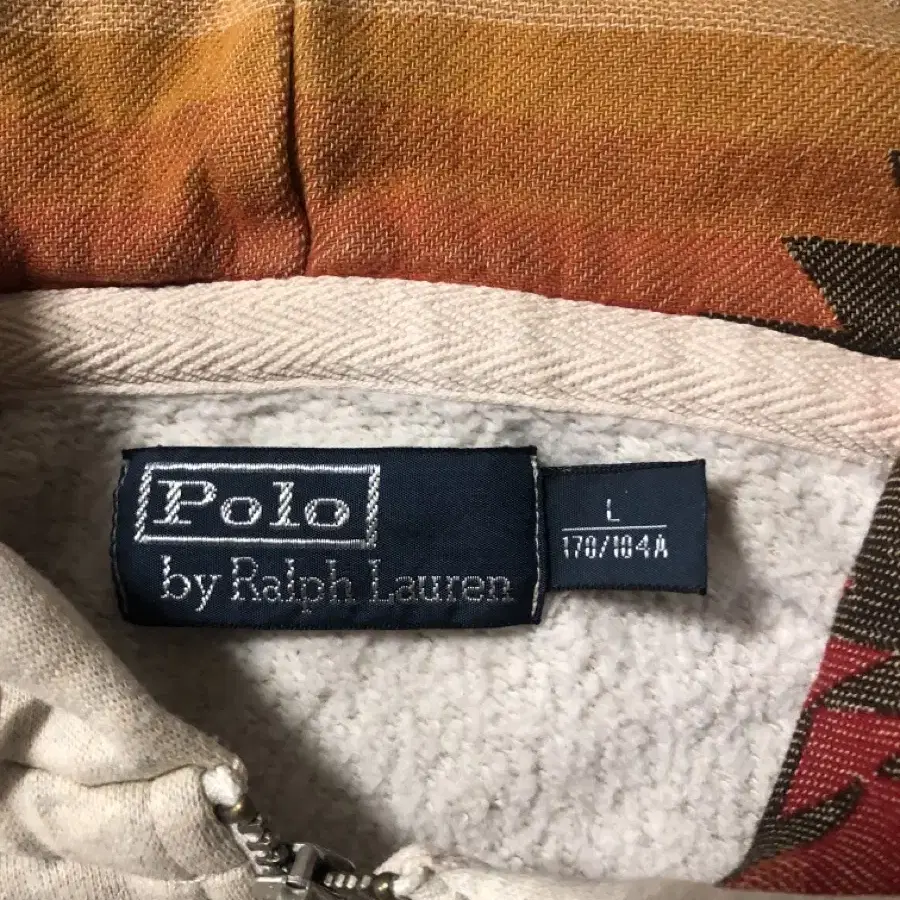 Polo
by Ralph Lauren
L
170/104A